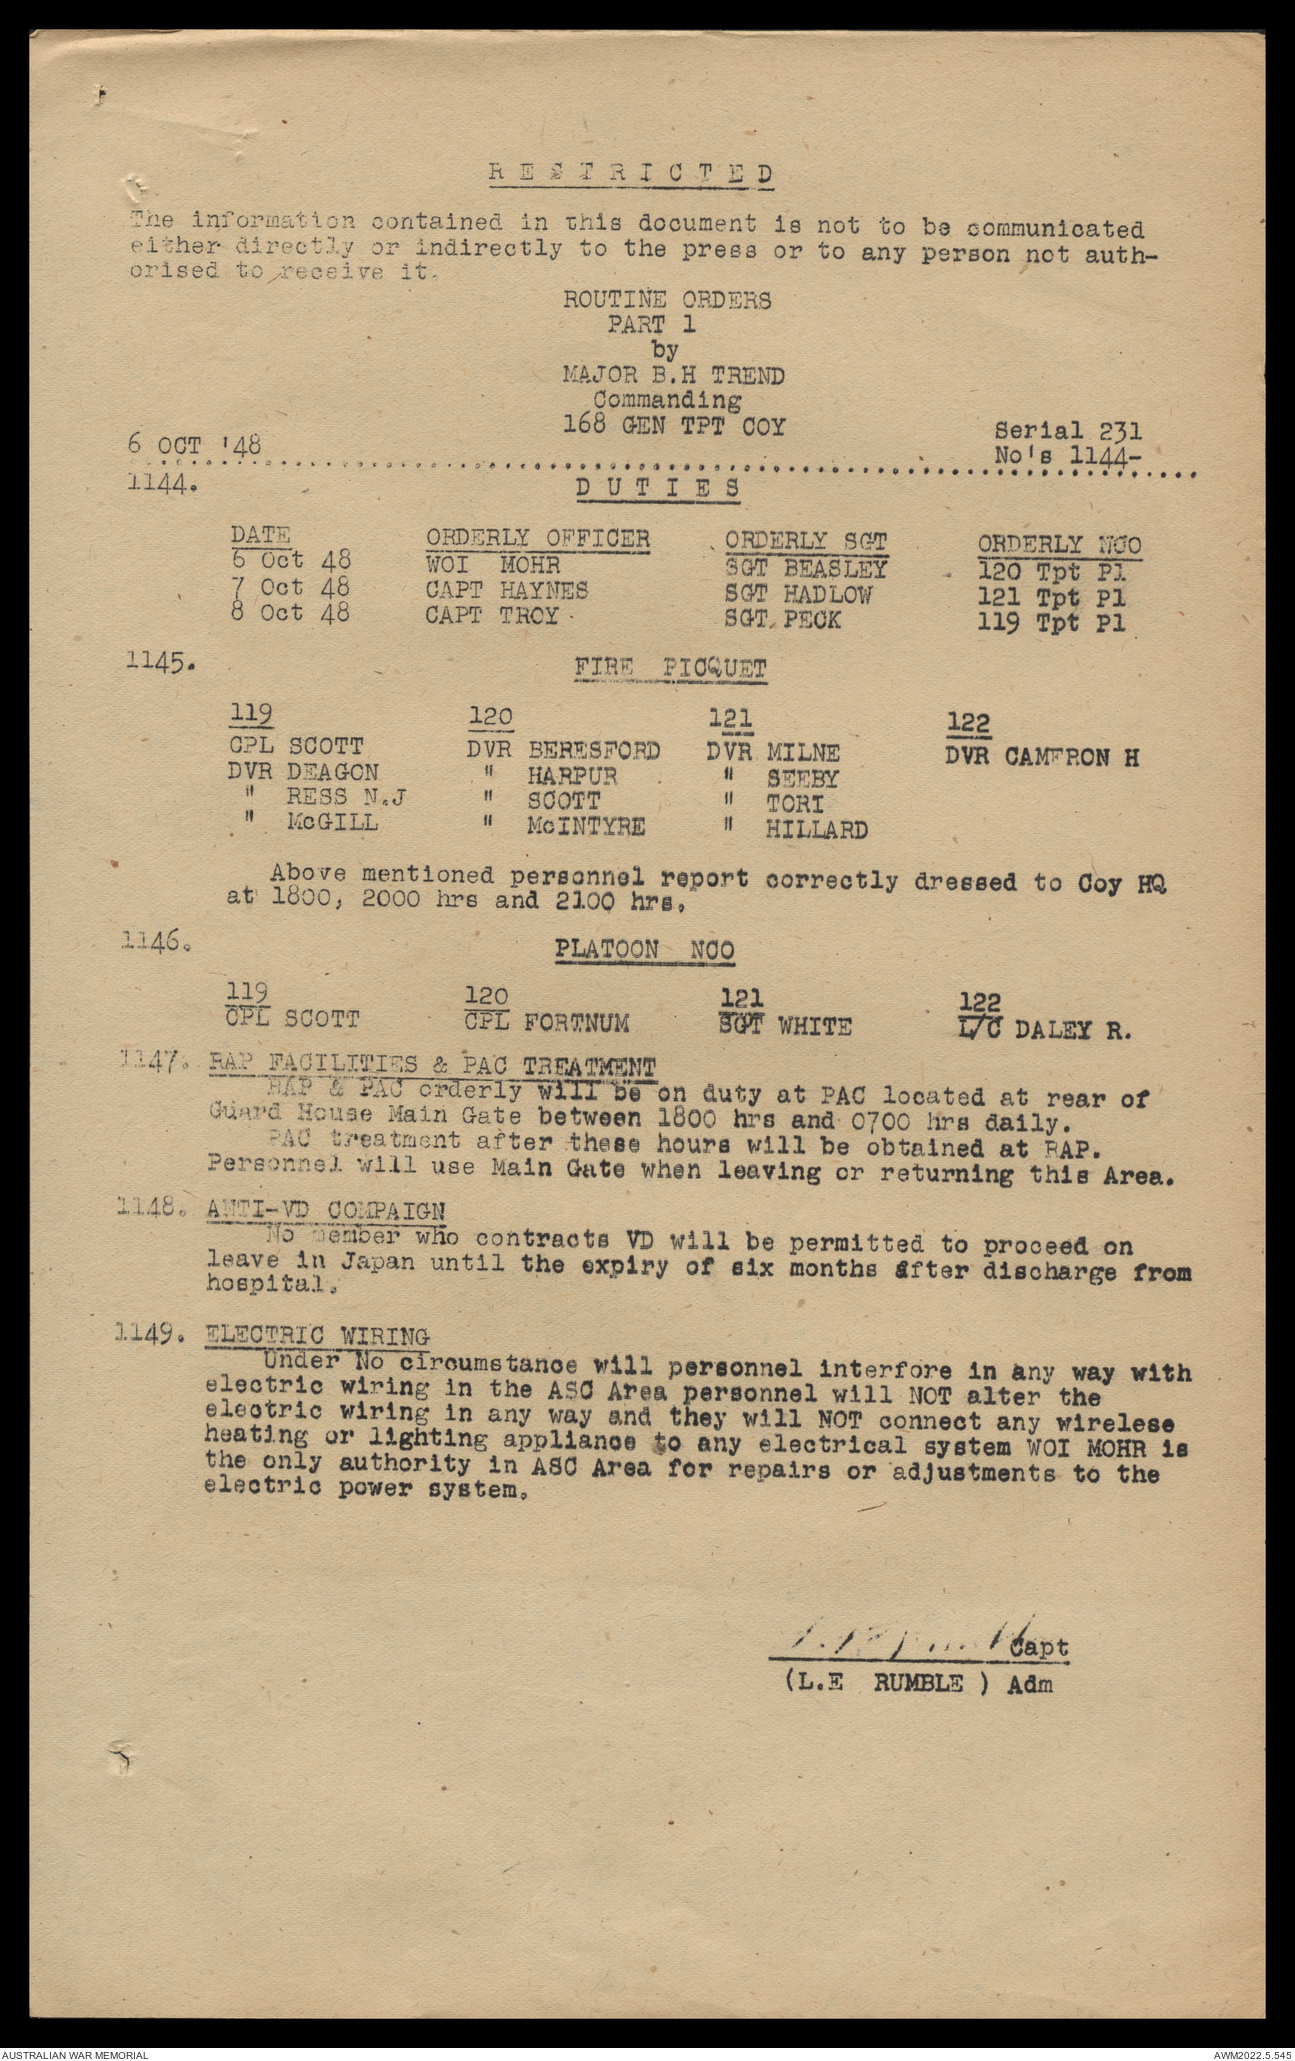 RESTRICTED
The information contained in this document is not to be communicated
either directly or indirectly to the press or to any person not auth-
orised to receive it.
ROUTINE ORDERS
PART 1
by
MAJOR B.H TREND
Commanding
168 GEN TPT COY
6 OCT '48 Serial 231
No's 1144-
1144. DUTIES
DATE ORDERLY OFFICER ORDERLY SGT ORDERLY NCO
6 Oct 48 WOI MOHR SGT BEASLEY 120 Tpt Pl
7 Oct 48 CAPT HAYNES SGT HADLOW 121 Tpt Pl
8 Oct 48 CAPT TROY SGT. PECK 119 Tpt Pl
1145. FIRE PICQUET
119 120 121 122
CPL SCOTT DVR BERESFORD DVR MILNE DVR CAMERON H
DVR DEAGON " HARPUR " SEEBY
" RESS N.J " SCOTT " TORI
" McGILL " McINTYRE " HILLARD
Above mentioned personnel report correctly dressed to Coy HQ
at 1800, 2000 hrs and 2100 hrs.
1146. PLATOON NCO
119 120 121 122
CPL SCOTT CPL FORTNUM SGT WHITE L/C DALEY R.
1147. RAP FACILITIES & PAC TREATMENT
RAP & PAC orderly will be on duty at PAC located at rear of
Guard House Main Gate between 1800 hrs and 0700 hrs daily.
PAC treatment after these hours will be obtained at RAP.
Personnel will use Main Gate when leaving or returning this Area.
1148. ANTI-VD COMPAIGN
No member who contracts VD will be permitted to proceed on
leave in Japan until the expiry of six months after discharge from
hospital.
1149. ELECTRIC WIRING
Under No circumstance will personnel interfore in any way with
electric wiring in the ASC Area personnel will NOT alter the
electric wiring in any way and they will NOT connect any wirelese
heating or lighting appliance to any electrical system WOI MOHR is
the only authority in ASC Area for repairs or adjustments to the
electric power system.
Capt
(L.E RUMBLE ) Adm
AUSTRALIAN WAR MEMORIAL AWM2022.5.545